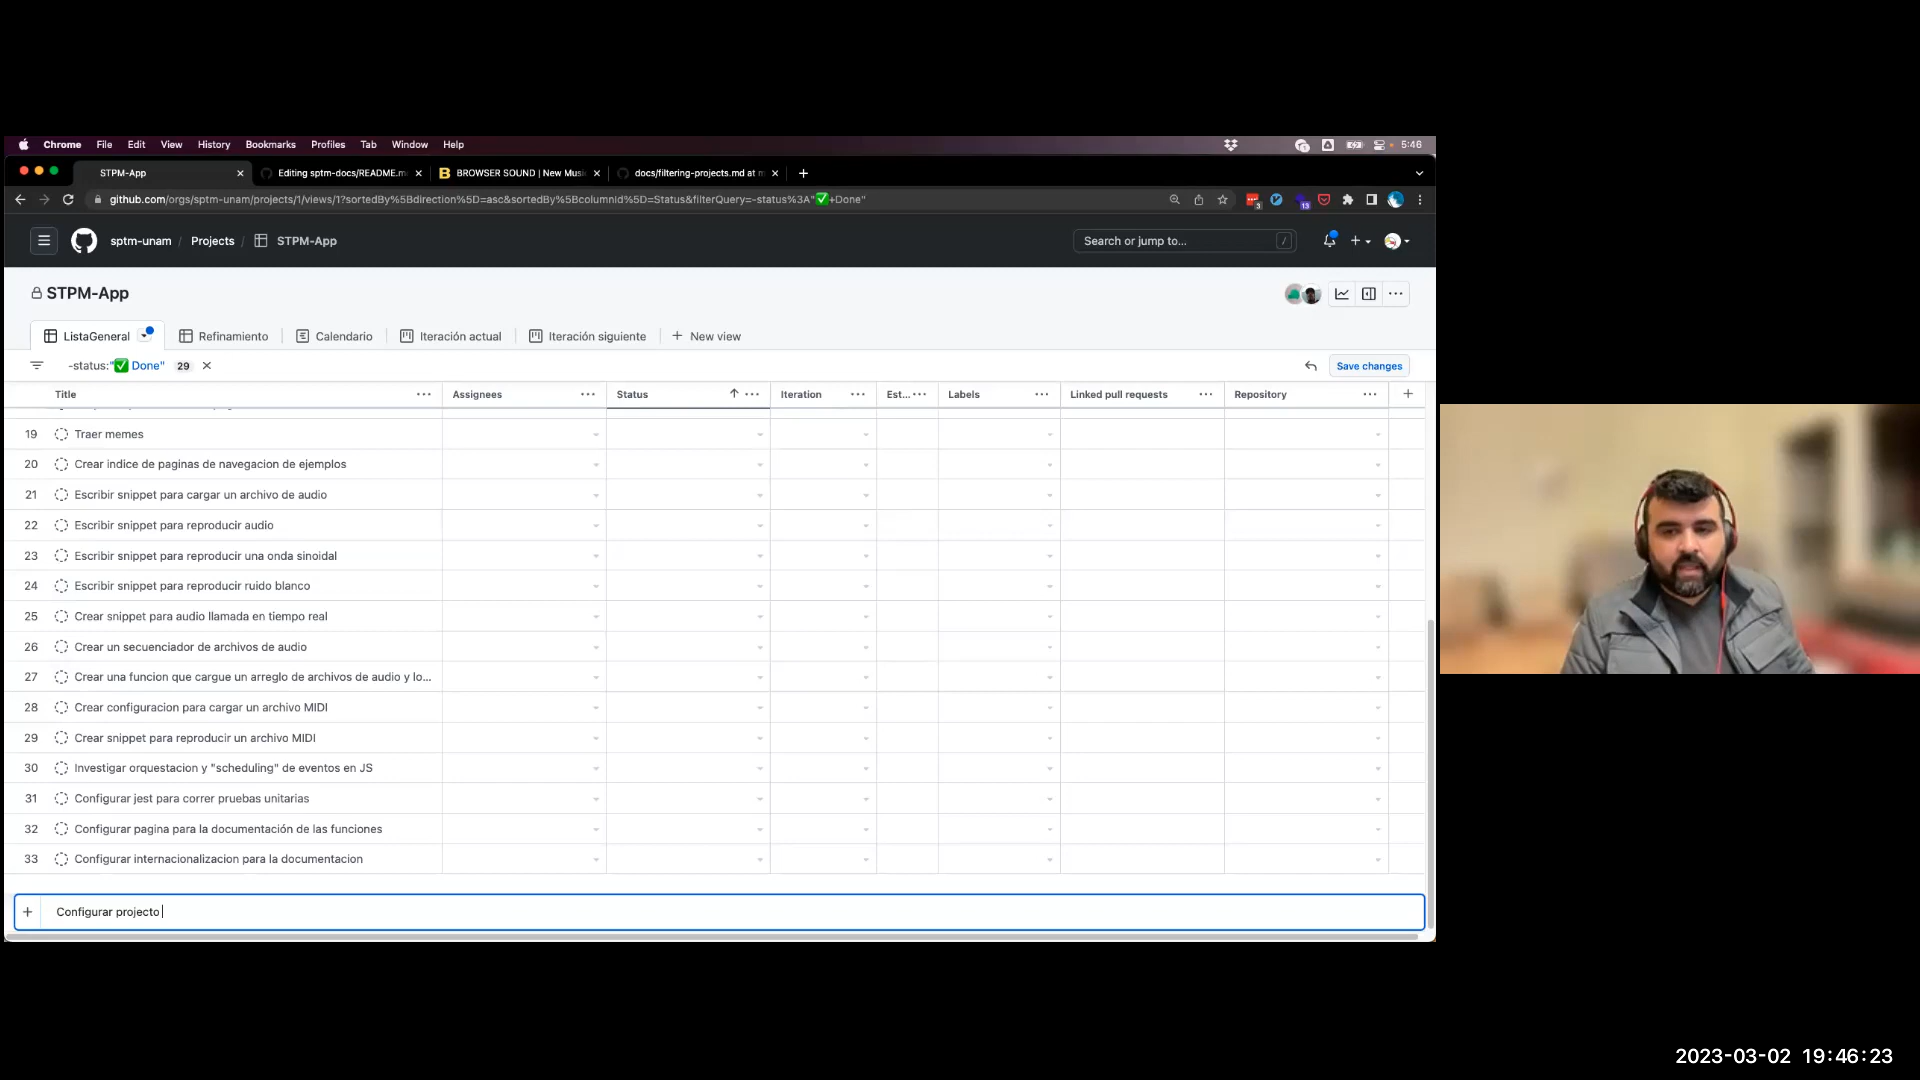 Chrome File Edit View History Bookmarks Profiles Tab Window Help 5:46
STPM-App Editing sptm-docs/README.m BROWSER SOUND | New Musi docs/filtering-projects.md at m
github.com/orgs/sptm-unam/projects/1/views/1?sortedBy%5Bdirection%5D=asc&sortedBy%5BcolumnId%5D=Status&filterQuery=-status%3A"✅+Done" 3 13
sptm-unam / Projects / STPM-App Search or jump to... /
STPM-App
ListaGeneral Refinamiento Calendario Iteración actual Iteración siguiente + New view
-status:"✅ Done" 29 Save changes
Title Assignees Status Iteration Est... Labels Linked pull requests Repository
19 Traer memes
20 Crear indice de paginas de navegacion de ejemplos
21 Escribir snippet para cargar un archivo de audio
22 Escribir snippet para reproducir audio
23 Escribir snippet para reproducir una onda sinoidal
24 Escribir snippet para reproducir ruido blanco
25 Crear snippet para audio llamada en tiempo real
26 Crear un secuenciador de archivos de audio
27 Crear una funcion que cargue un arreglo de archivos de audio y lo...
28 Crear configuracion para cargar un archivo MIDI
29 Crear snippet para reproducir un archivo MIDI
30 Investigar orquestacion y "scheduling" de eventos en JS
31 Configurar jest para correr pruebas unitarias
32 Configurar pagina para la documentación de las funciones
33 Configurar internacionalizacion para la documentacion
Configurar projecto
2023-03-02 19:46:23